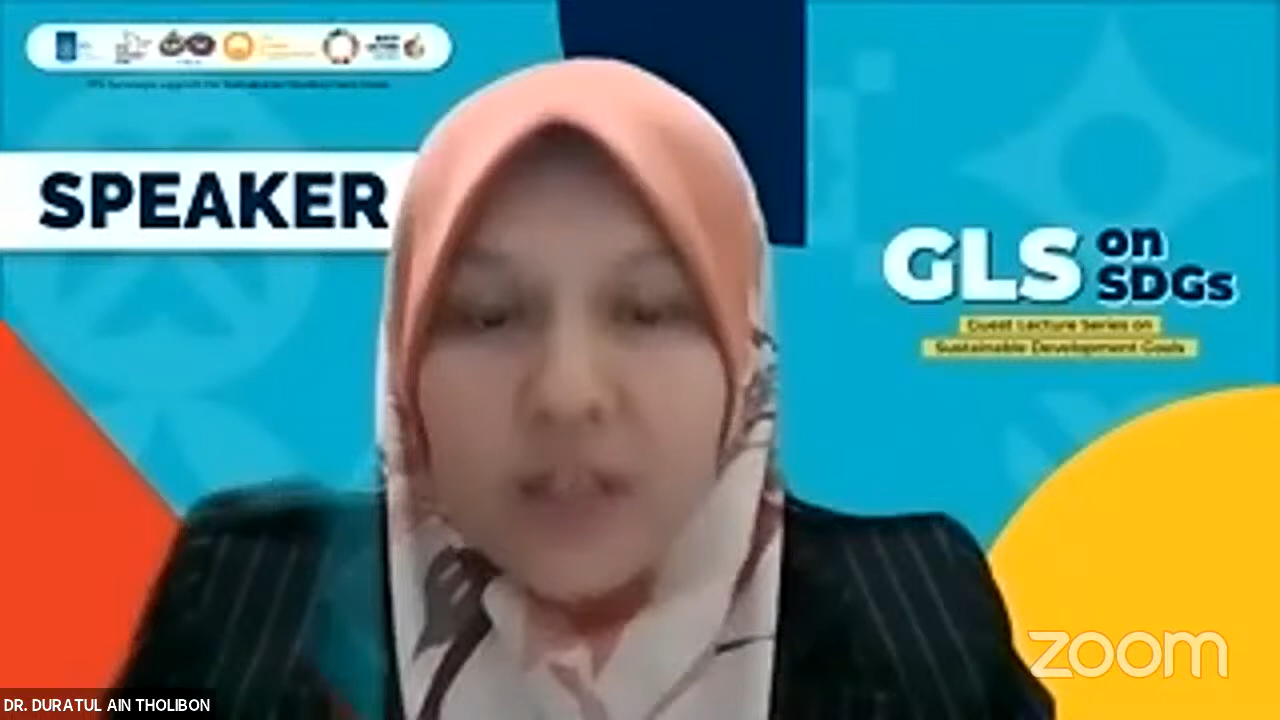 SPEAKER
GLS on
SDGs
Guest Lecture Series on
Sustainable Development Goals
zoom
DR. DURATUL AIN THOLIBON